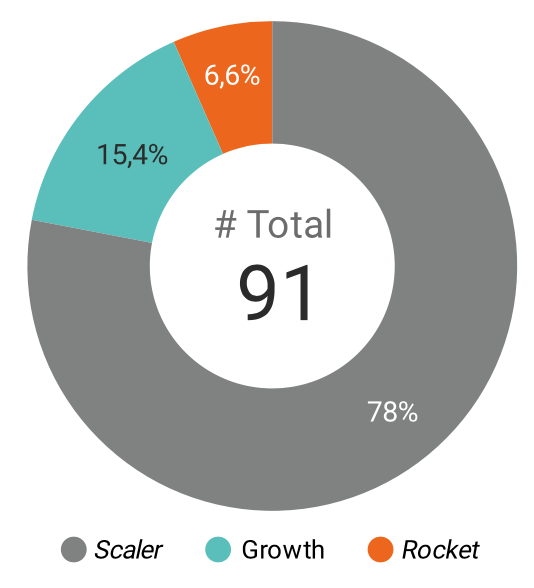 6,6%
15,4%
# Total
91
78%
Scaler Growth Rocket